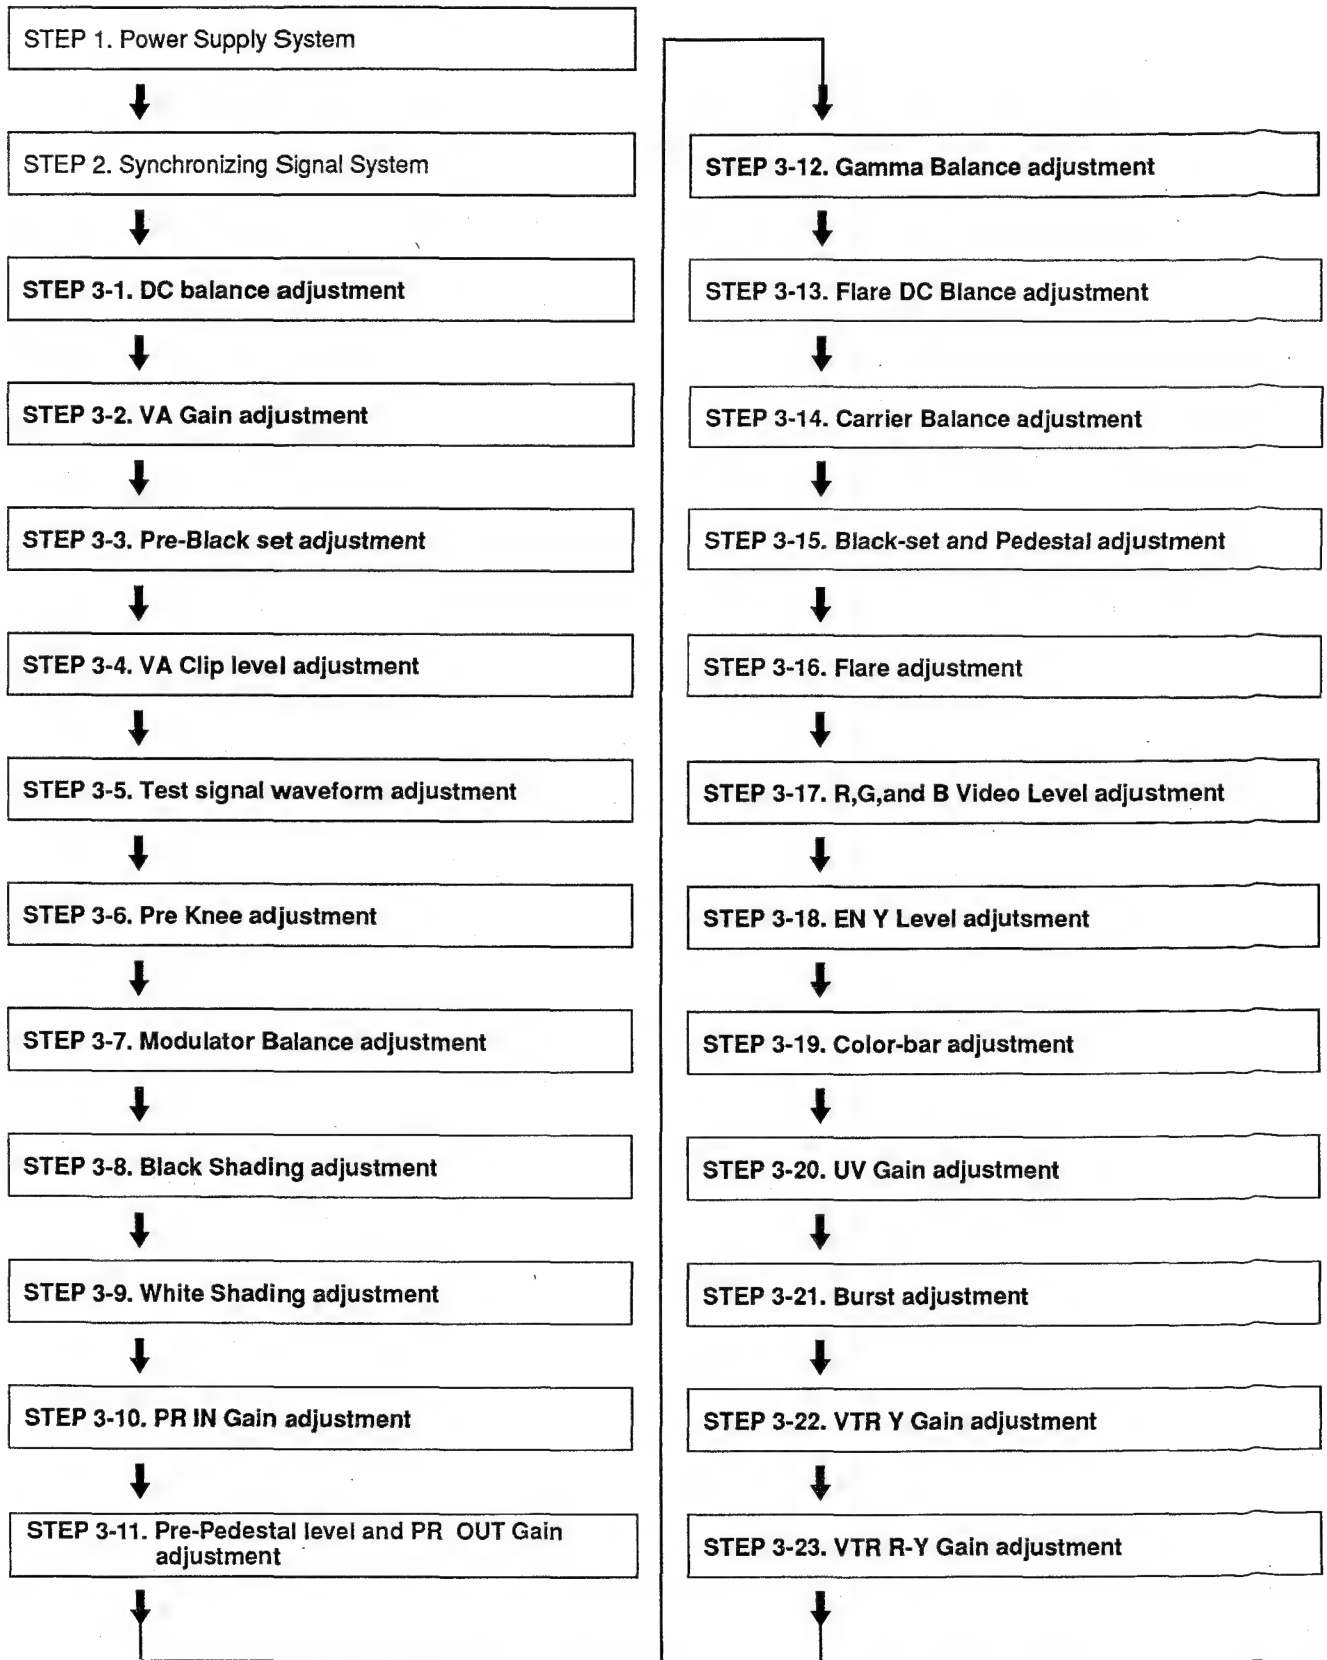 STEP 1. Power Supply System
STEP 2. Synchronizing Signal System
STEP 3-1. DC balance adjustment
STEP 3-2. VA Gain adjustment
STEP 3-3. Pre-Black set adjustment
STEP 3-4. VA Clip level adjustment
STEP 3-5. Test signal waveform adjustment
STEP 3-6. Pre Knee adjustment
STEP 3-7. Modulator Balance adjustment
STEP 3-8. Black Shading adjustment
STEP 3-9. White Shading adjustment
STEP 3-10. PR IN Gain adjustment
STEP 3-11. Pre-Pedestal level and PR OUT Gain
adjustment
STEP 3-12. Gamma Balance adjustment
STEP 3-13. Flare DC Blance adjustment
STEP 3-14. Carrier Balance adjustment
STEP 3-15. Black-set and Pedestal adjustment
STEP 3-16. Flare adjustment
STEP 3-17. R,G,and B Video Level adjustment
STEP 3-18. EN Y Level adjutsment
STEP 3-19. Color-bar adjustment
STEP 3-20. UV Gain adjustment
STEP 3-21. Burst adjustment
STEP 3-22. VTR Y Gain adjustment
STEP 3-23. VTR R-Y Gain adjustment